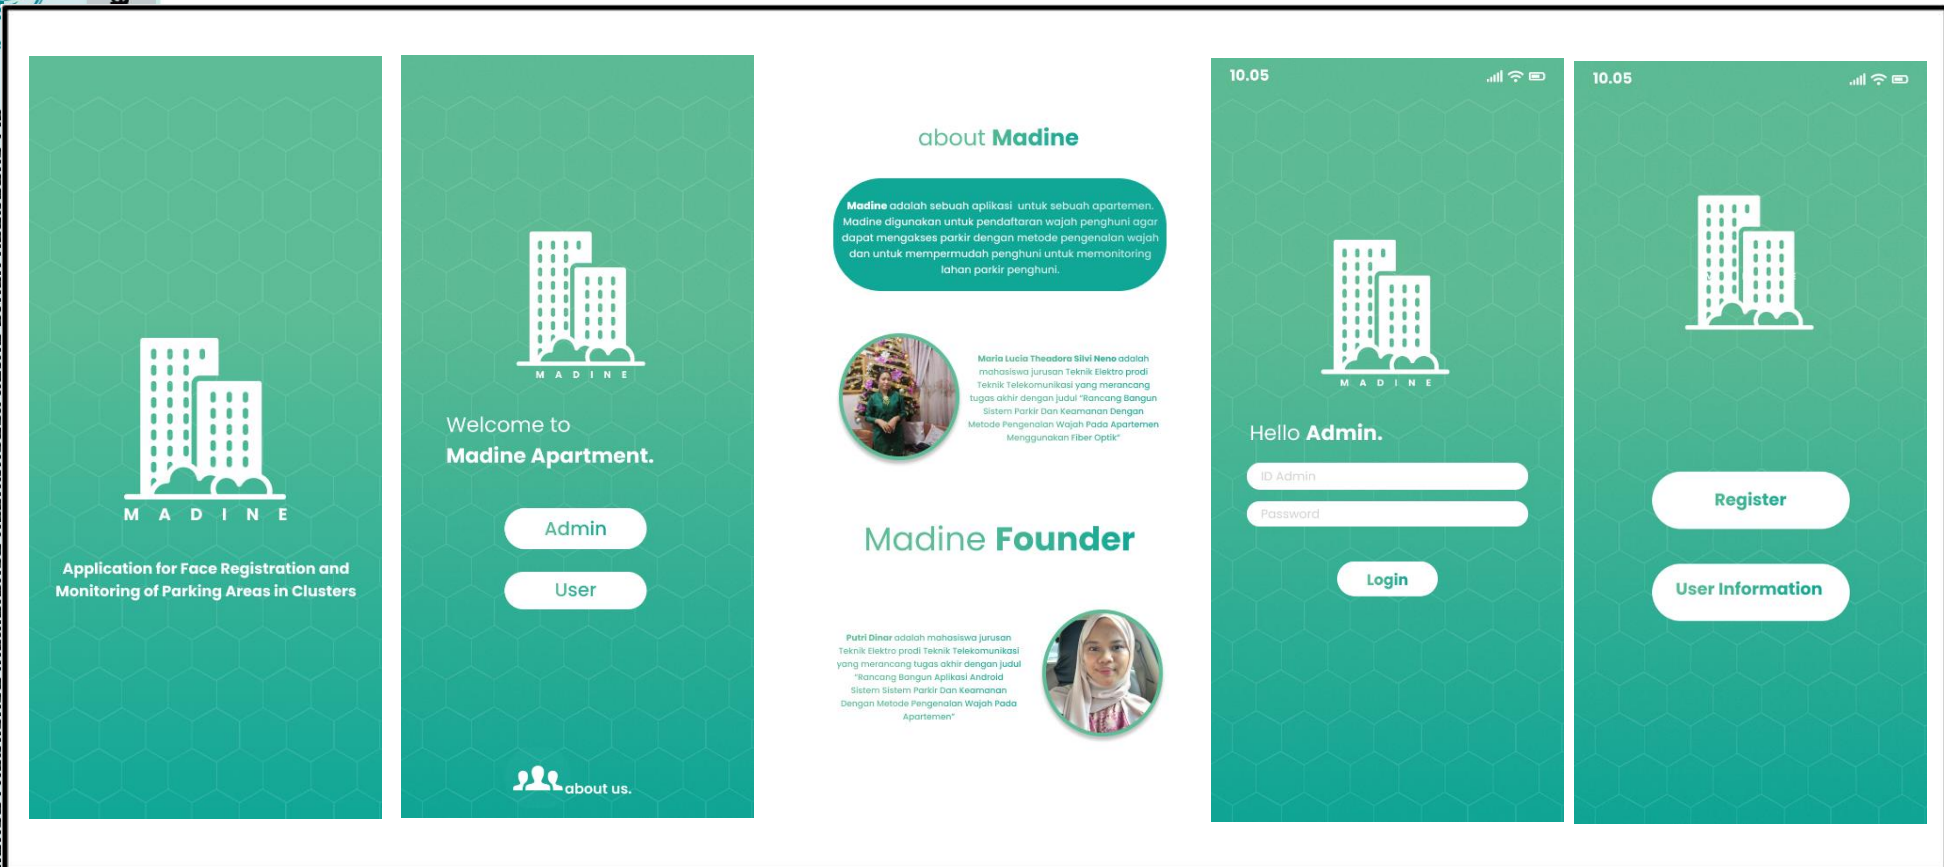 M A D I N E
Application for Face Registration and
Monitoring of Parking Areas in Clusters
M A D I N E
Welcome to
Madine Apartment.
Admin
User
about us.
about Madine
Madine adalah sebuah aplikasi untuk sebuah apartemen.
Madine digunakan untuk pendaftaran wajah penghuni agar
dapat mengakses parkir dengan metode pengenalan wajah
dan untuk mempermudah penghuni untuk memonitoring
lahan parkir penghuni.
Maria Lucia Theadora Silvi Neno adalah
mahasiswa jurusan Teknik Elektro prodi
Teknik Telekomunikasi yang merancang
tugas akhir dengan judul "Rancang Bangun
Sistem Parkir Dan Keamanan Dengan
Metode Pengenalan Wajah Pada Apartemen
Menggunakan Fiber Optik"
Madine Founder
Putri Dinar adalah mahasiswa jurusan
Teknik Elektro prodi Teknik Telekomunikasi
yang merancang tugas akhir dengan judul
"Rancang Bangun Aplikasi Android
Sistem Sistem Parkir Dan Keamanan
Dengan Metode Pengenalan Wajah Pada
Apartemen"
10.05
M A D I N E
Hello Admin.
ID Admin
Password
Login
10.05
Register
User Information